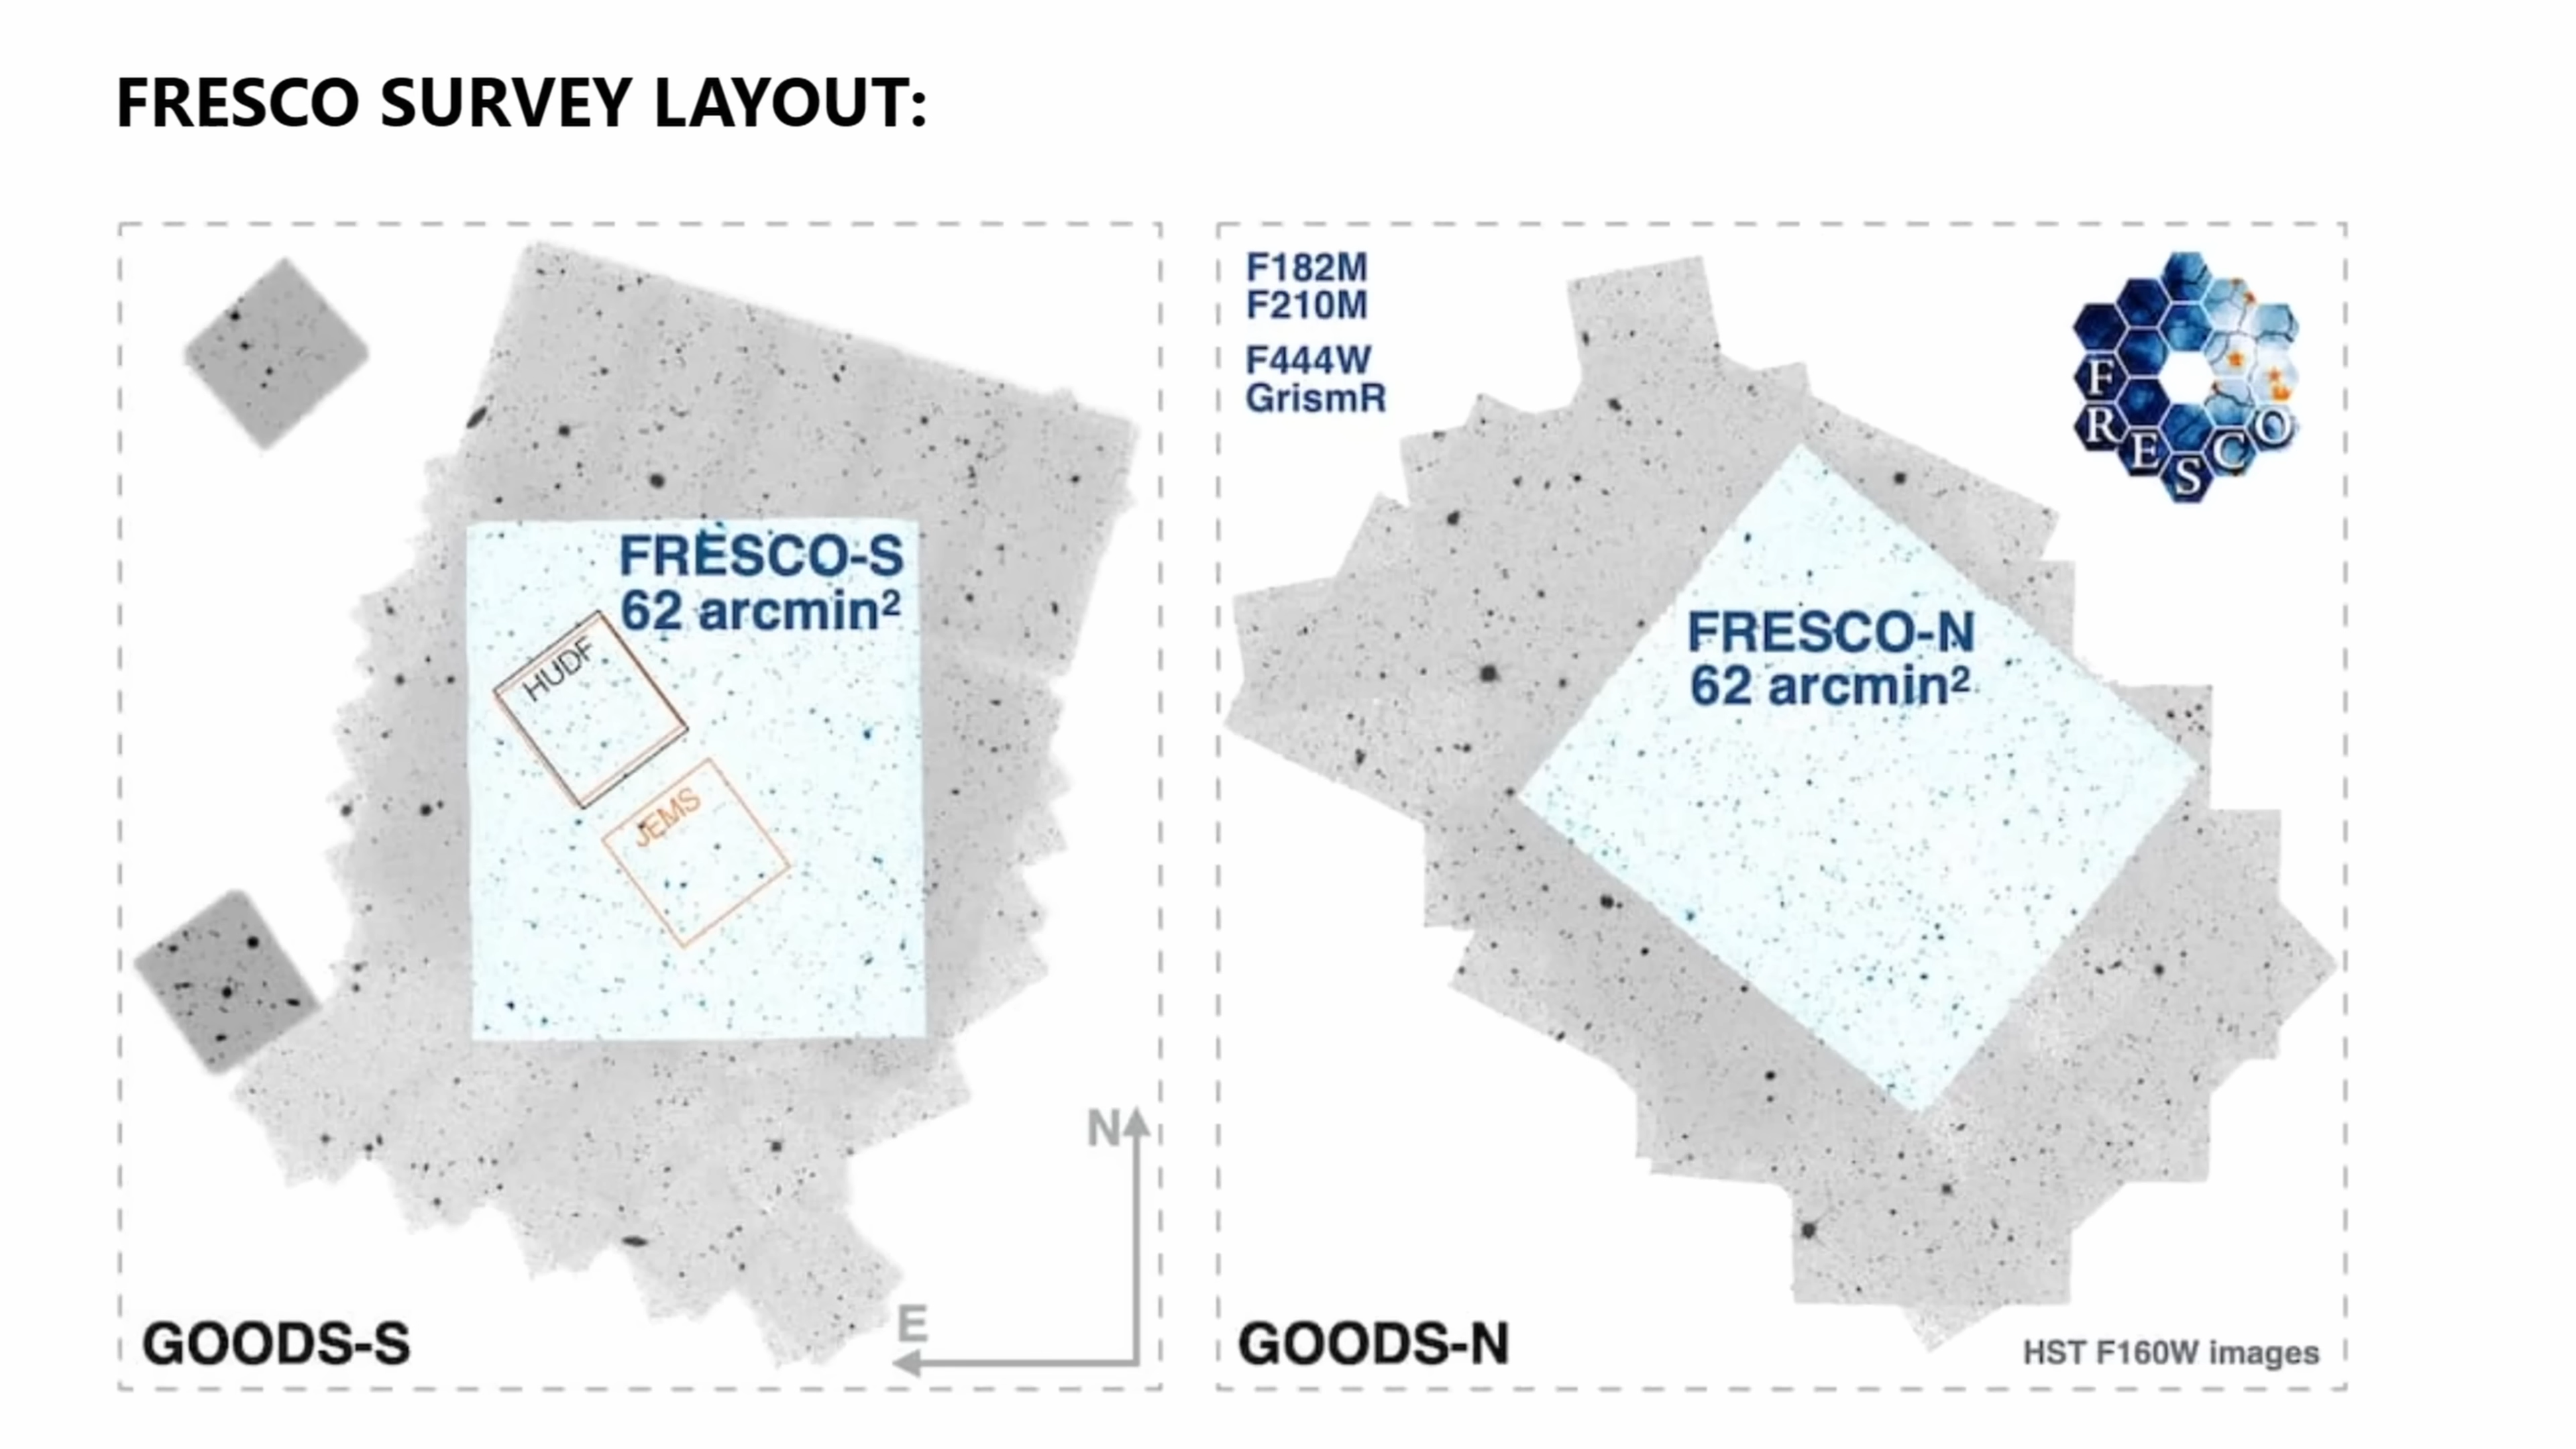 FRESCO SURVEY LAYOUT:
FRESCO-S
62 arcmin²
HUDF
JEMS
N
E
GOODS-S
F182M
F210M
F444W
GrismR
FRESCO
FRESCO-N
62 arcmin²
GOODS-N
HST F160W images